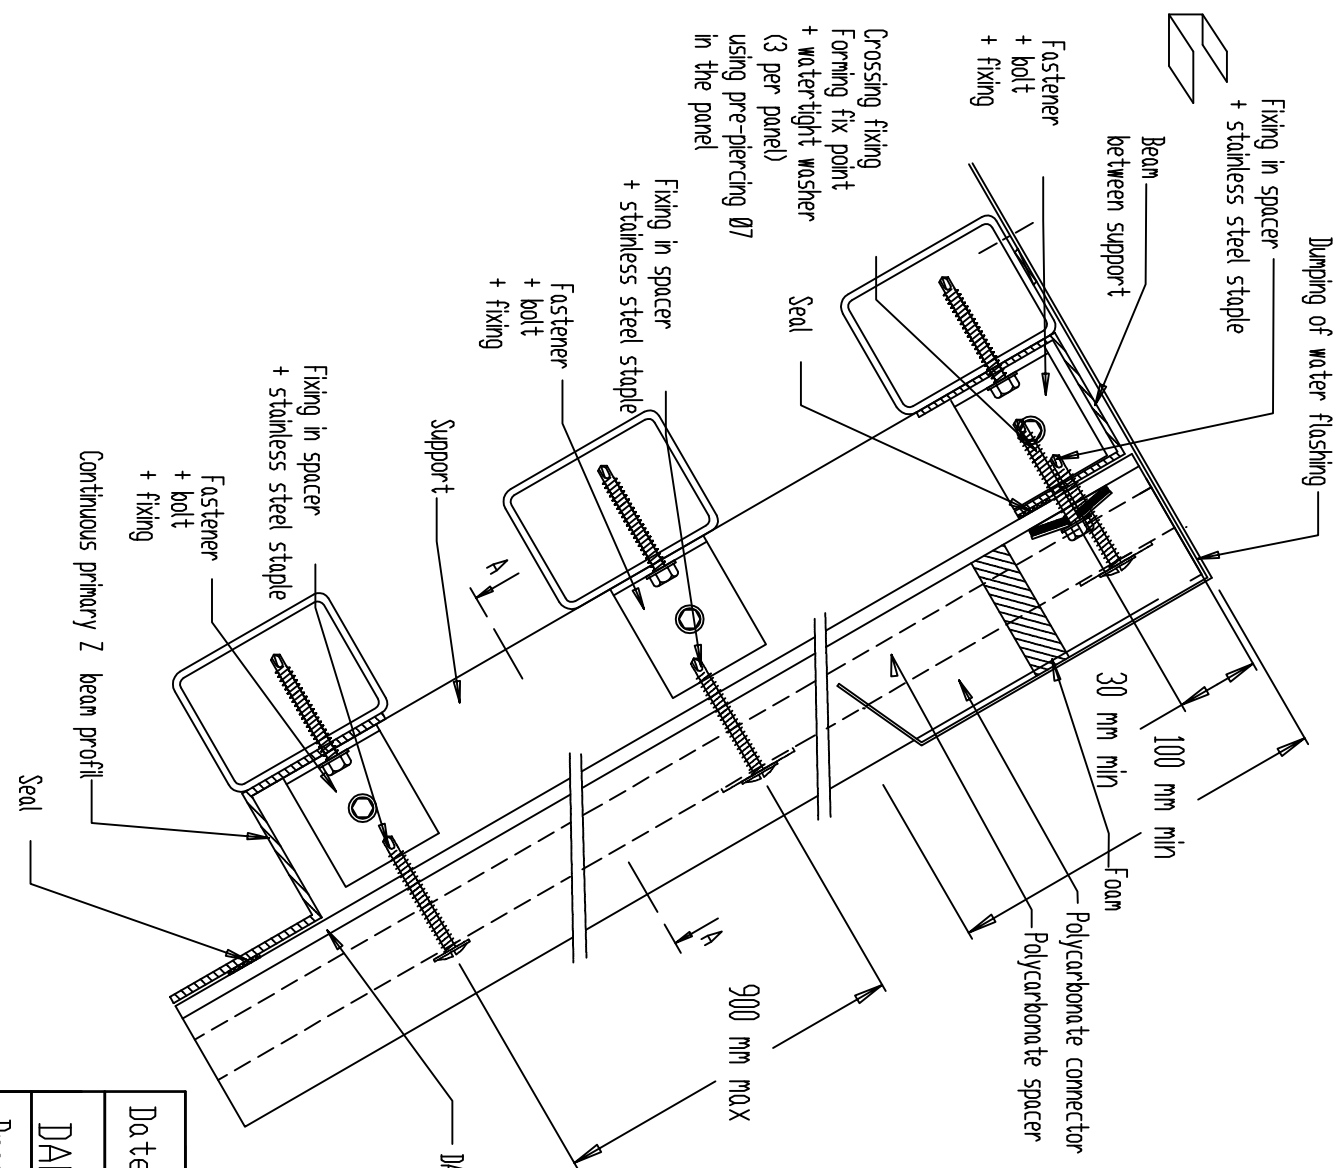 Dumping of water flashing
Fixing in spacer
+ stainless steel staple
Beam
between support
Fastener
+ bolt
+ fixing
Crossing fixing
Forming fix point
+ watertight washer
(3 per panel)
using pre-piercing Ø7
in the panel
Seal
Fixing in spacer
+ stainless steel staple
Fastener
+ bolt
+ fixing
Support
Fixing in spacer
+ stainless steel staple
Fastener
+ bolt
+ fixing
Continuous primary Z beam profil
Seal
A
A
30 mm min
100 mm min
Foam
Polycarbonate connector
Polycarbonate spacer
900 mm max
Date